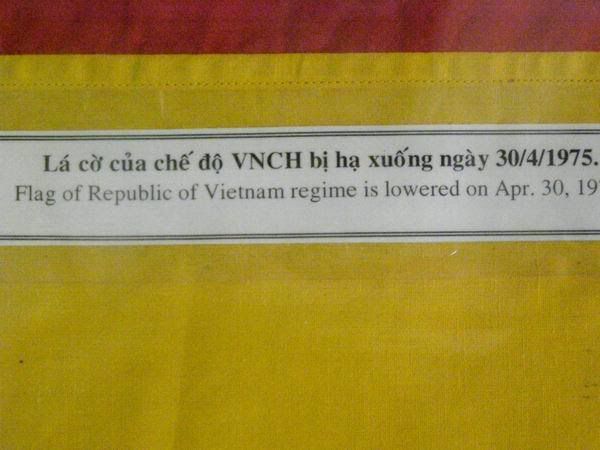 Lá cờ của chế độ VNCH bị hạ xuống ngày 30/4/1975.
Flag of Republic of Vietnam regime is lowered on Apr. 30, 19